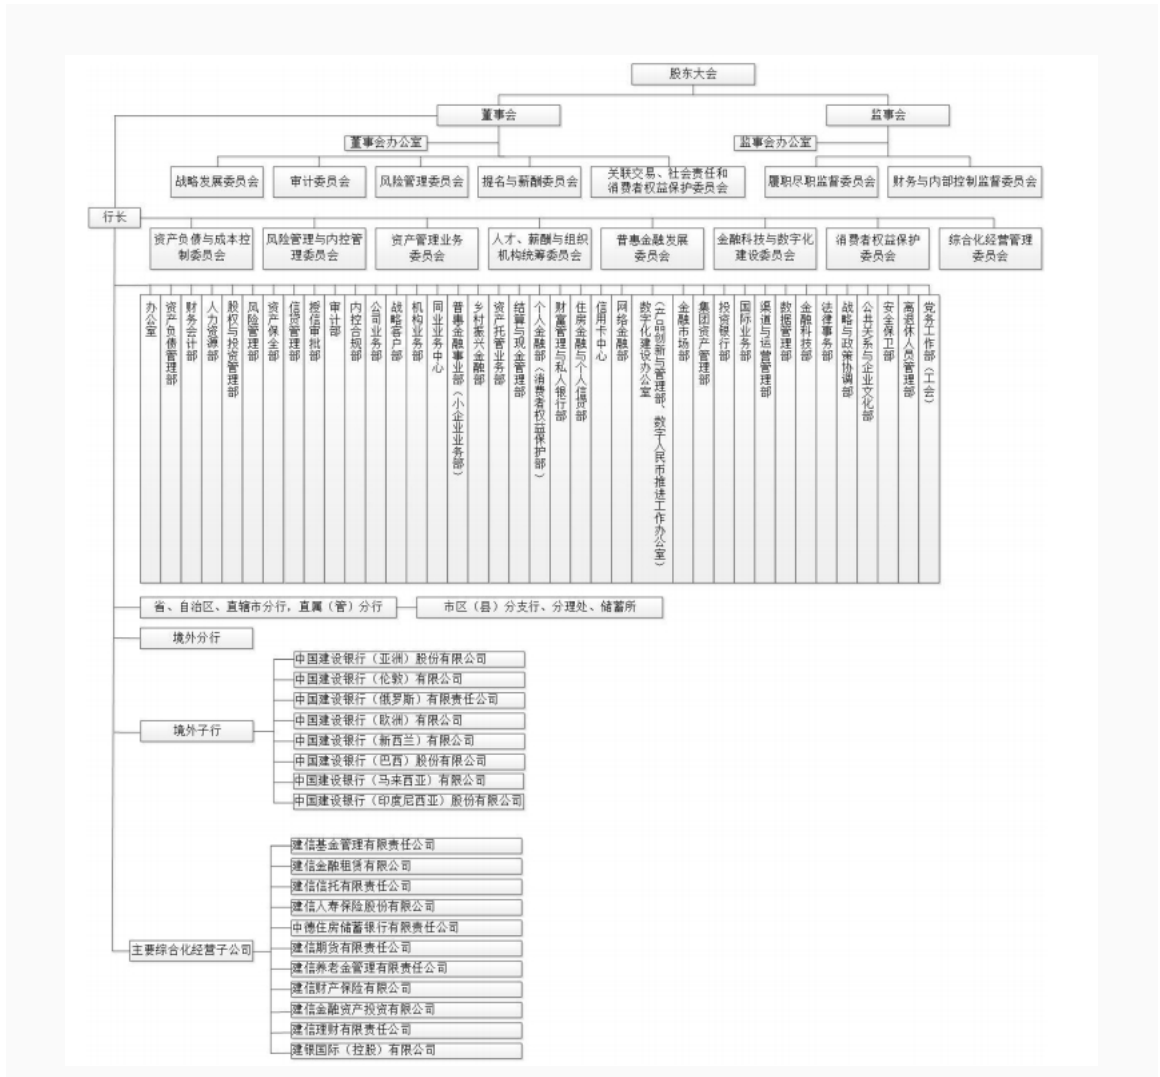 股东大会
董事会
监事会
董事会办公室
监事会办公室
战略发展委员会
审计委员会
风险管理委员会
提名与薪酬委员会
关联交易、社会责任和
消费者权益保护委员会
履职尽职监督委员会
财务与内部控制监督委员会
行长
资产负债与成本控
制委员会
风险管理与内控管
理委员会
资产管理业务
委员会
人才、薪酬与组织
机构统筹委员会
普惠金融发展
委员会
金融科技与数字化
建设委员会
消费者权益保护
委员会
综合化经营管理
委员会
办公室
资产负债管理部
财务会计部
人力资源部
股权与投资管理部
风险管理部
资产保全部
信贷管理部
授信审批部
审计部
内控合规部
公司业务部
战略客户部
机构业务部
同业业务中心
普惠金融事业部（小企业业务部）
乡村振兴金融部
资产托管业务部
结算与现金管理部
个人金融部（消费者权益保护部）
财富管理与私人银行部
住房金融与个人信贷部
信用卡中心
网络金融部
数字化建设办公室
（产品创新与管理部、数字人民币推进工作办公室）
金融市场部
集团资产管理部
投资银行部
国际业务部
渠道与运营管理部
数据管理部
金融科技部
法律事务部
战略与政策协调部
公共关系与企业文化部
安全保卫部
高退休人员管理部
党务工作部（工会）
省、自治区、直辖市分行，直属（管）分行
市区（县）分支行、分理处、储蓄所
境外分行
境外子行
中国建设银行（亚洲）股份有限公司
中国建设银行（伦敦）有限公司
中国建设银行（俄罗斯）有限责任公司
中国建设银行（欧洲）有限公司
中国建设银行（新西兰）有限公司
中国建设银行（巴西）股份有限公司
中国建设银行（马来西亚）有限公司
中国建设银行（印度尼西亚）股份有限公司
主要综合化经营子公司
建信基金管理有限责任公司
建信金融租赁有限公司
建信信托有限责任公司
建信人寿保险股份有限公司
中德住房储蓄银行有限责任公司
建信期货有限责任公司
建信养老金管理有限责任公司
建信财产保险有限公司
建信金融资产投资有限公司
建信理财有限责任公司
建银国际（控股）有限公司